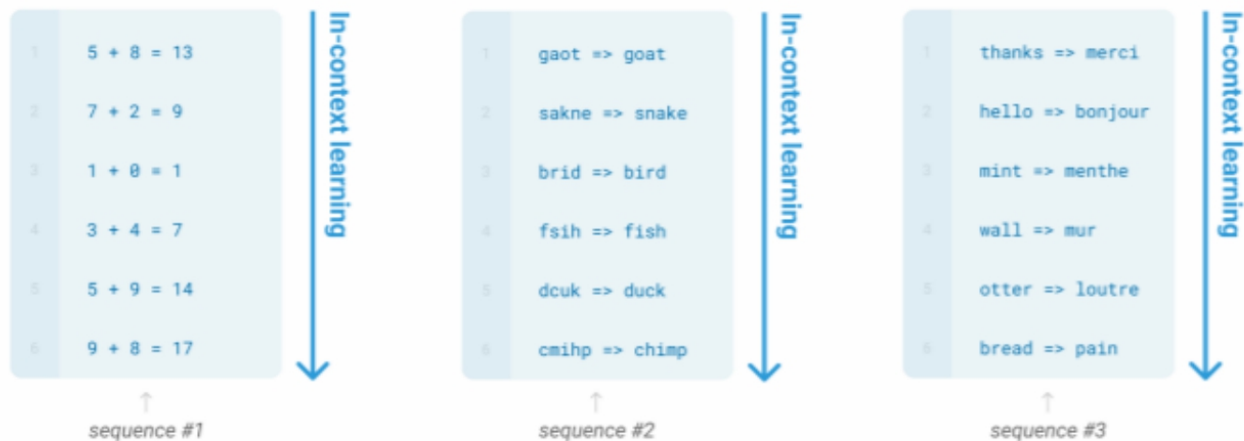 1 5 + 8 = 13
2 7 + 2 = 9
3 1 + 0 = 1
4 3 + 4 = 7
5 5 + 9 = 14
6 9 + 8 = 17
In-context learning
sequence #1
1 gaot => goat
2 sakne => snake
3 brid => bird
4 fsih => fish
5 dcuk => duck
6 cmihp => chimp
In-context learning
sequence #2
1 thanks => merci
2 hello => bonjour
3 mint => menthe
4 wall => mur
5 otter => loutre
6 bread => pain
In-context learning
sequence #3